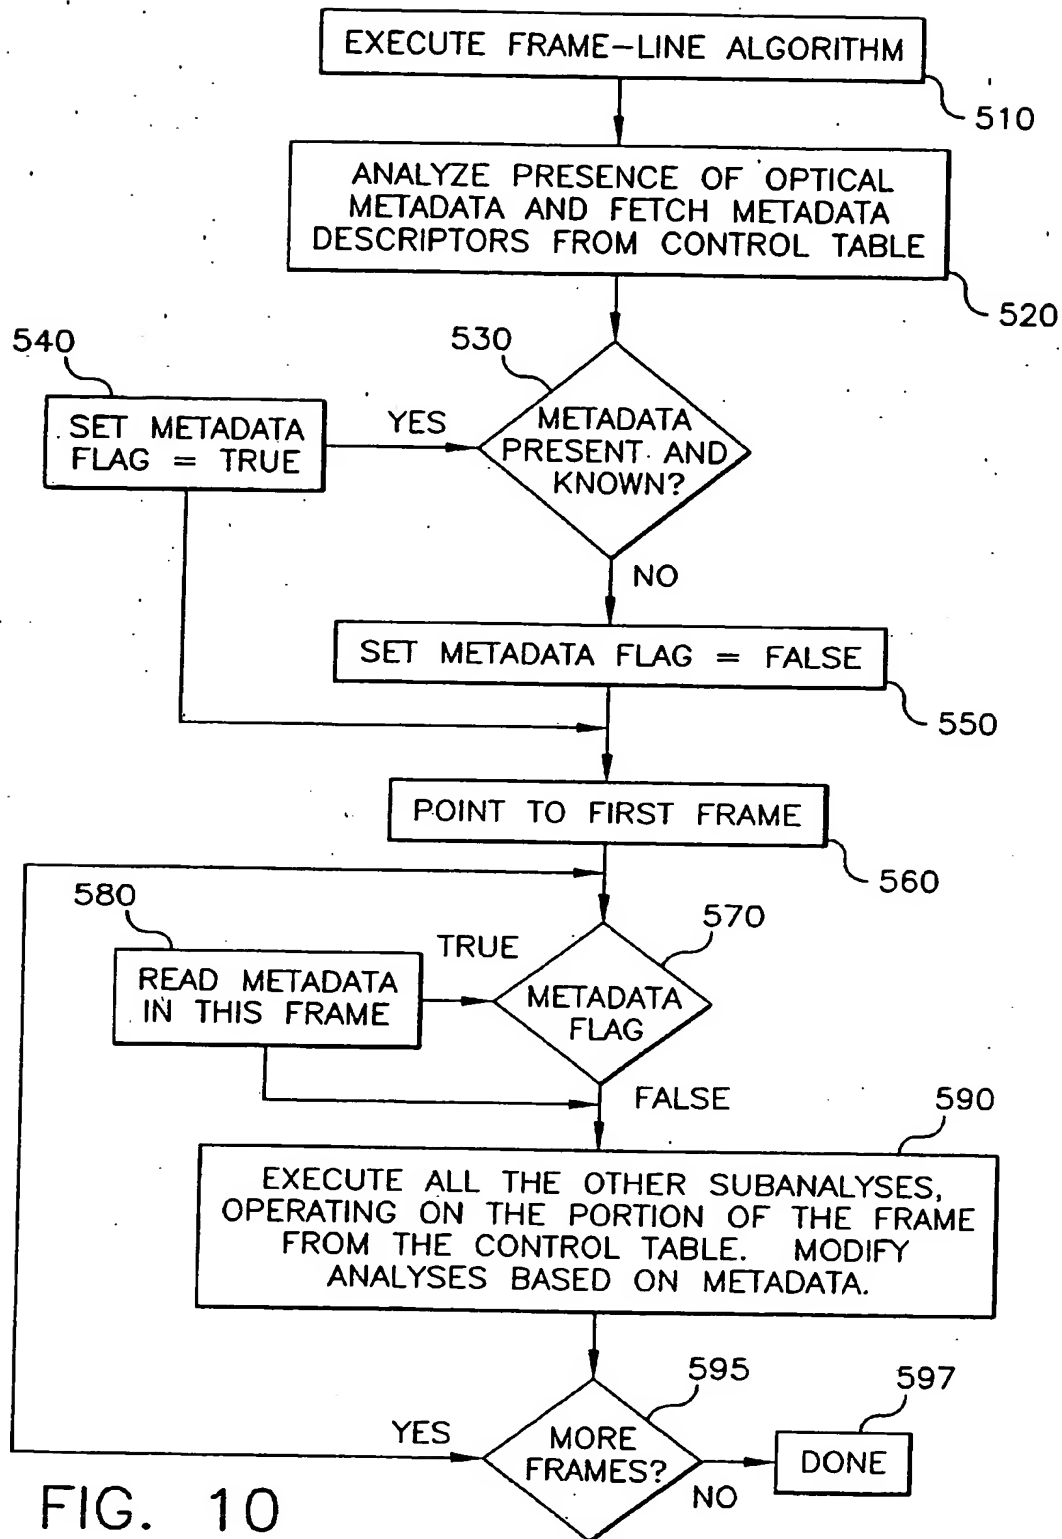 EXECUTE FRAME-LINE ALGORITHM
510
ANALYZE PRESENCE OF OPTICAL
METADATA AND FETCH METADATA
DESCRIPTORS FROM CONTROL TABLE
520
540
530
SET METADATA
FLAG = TRUE
YES
METADATA
PRESENT AND
KNOWN?
NO
SET METADATA FLAG = FALSE
550
POINT TO FIRST FRAME
560
580
570
TRUE
READ METADATA
IN THIS FRAME
METADATA
FLAG
FALSE
590
EXECUTE ALL THE OTHER SUBANALYSES,
OPERATING ON THE PORTION OF THE FRAME
FROM THE CONTROL TABLE. MODIFY
ANALYSES BASED ON METADATA.
595
597
YES
MORE
FRAMES?
NO
DONE
FIG. 10